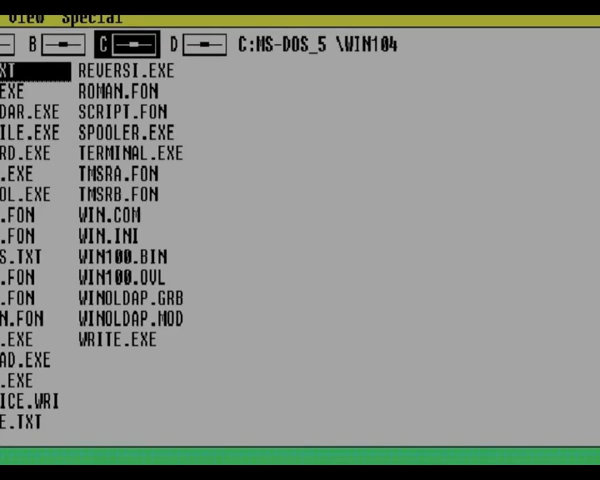 View Special
B C D C:MS-DOS_5 \WIN104
XT REVERSI.EXE
EXE ROMAN.FON
DAR.EXE SCRIPT.FON
ILE.EXE SPOOLER.EXE
RD.EXE TERMINAL.EXE
.EXE TMSRA.FON
OL.EXE TMSRB.FON
.FON WIN.COM
.FON WIN.INI
S.TXT WIN100.BIN
.FON WIN100.OVL
.FON WINOLDAP.GRB
N.FON WINOLDAP.MOD
.EXE WRITE.EXE
AD.EXE
.EXE
ICE.WRI
E.TXT